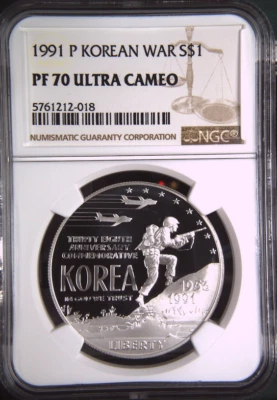 1991 P KOREAN WAR S$1
PF 70 ULTRA CAMEO
5761212-018
NUMISMATIC GUARANTY CORPORATION
NGC
THIRTY EIGHTH
ANNIVERSARY
COMMEMORATIVE
KOREA
IN GOD WE TRUST
1953
1991
LIBERTY